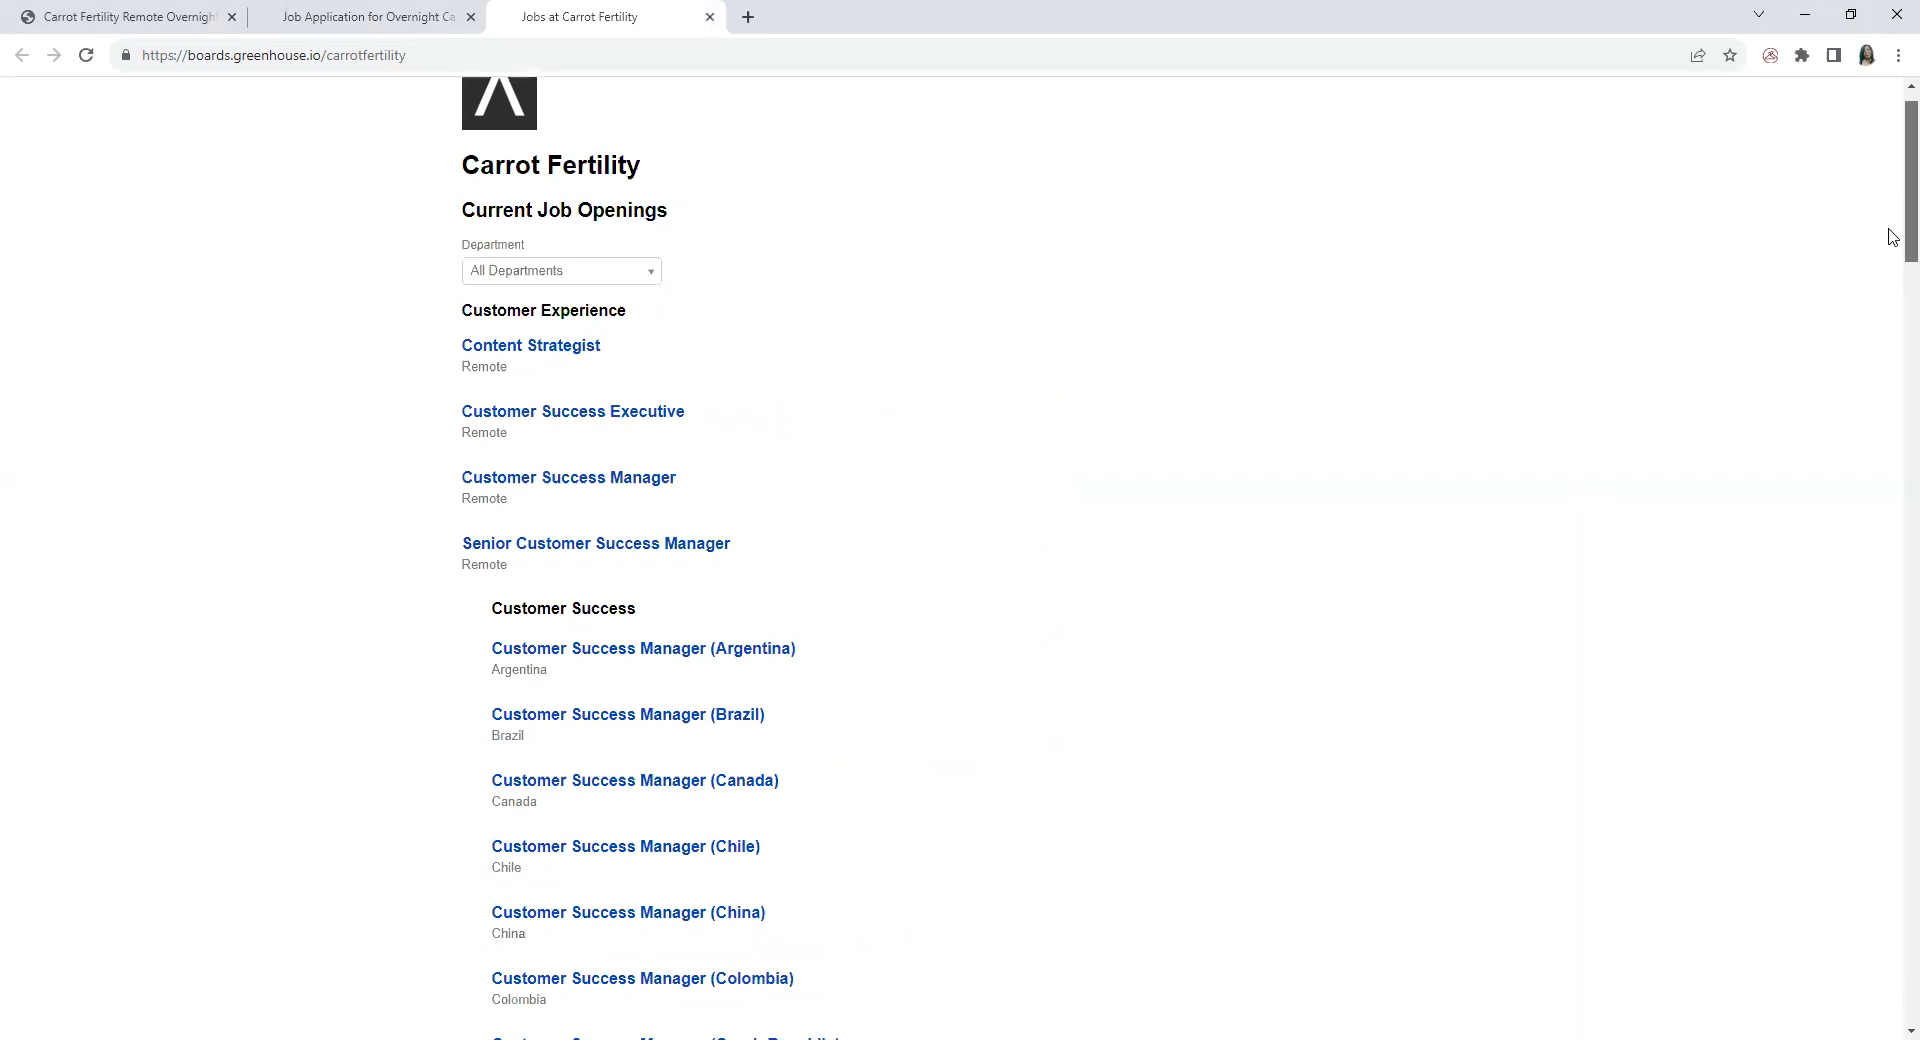 Carrot Fertility Remote Overnight
Job Application for Overnight Ca
Jobs at Carrot Fertility
https://boards.greenhouse.io/carrotfertility
Carrot Fertility
Current Job Openings
Department
All Departments
Customer Experience
Content Strategist
Remote
Customer Success Executive
Remote
Customer Success Manager
Remote
Senior Customer Success Manager
Remote
Customer Success
Customer Success Manager (Argentina)
Argentina
Customer Success Manager (Brazil)
Brazil
Customer Success Manager (Canada)
Canada
Customer Success Manager (Chile)
Chile
Customer Success Manager (China)
China
Customer Success Manager (Colombia)
Colombia